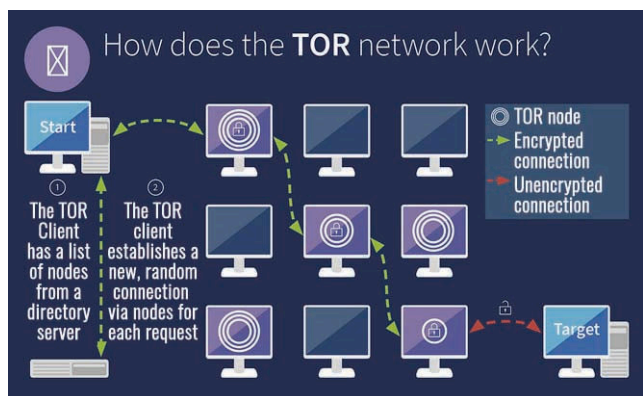 How does the TOR network work?
Start
TOR node
Encrypted
connection
Unencrypted
connection
1
The TOR
Client
has a list
of nodes
from a
directory
server
2
The TOR
client
establishes a
new, random
connection
via nodes for
each request
Target